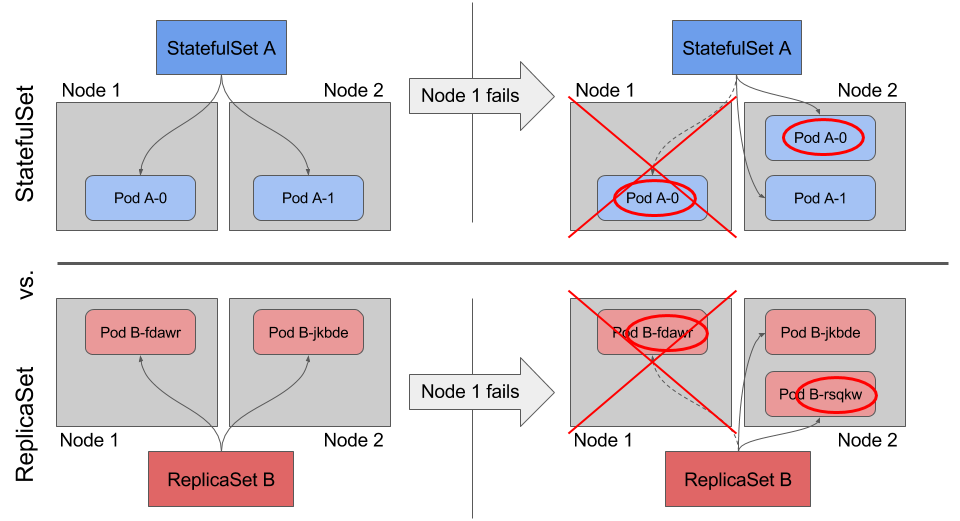 StatefulSet
StatefulSet A
Node 1
Node 2
Pod A-0
Pod A-1
Node 1 fails
StatefulSet A
Node 1
Node 2
Pod A-0
Pod A-0
Pod A-1
vs.
ReplicaSet
Pod B-fdawr
Pod B-jkbde
Node 1
Node 2
ReplicaSet B
Node 1 fails
Pod B-fdawr
Pod B-jkbde
Pod B-rsqkw
Node 1
Node 2
ReplicaSet B